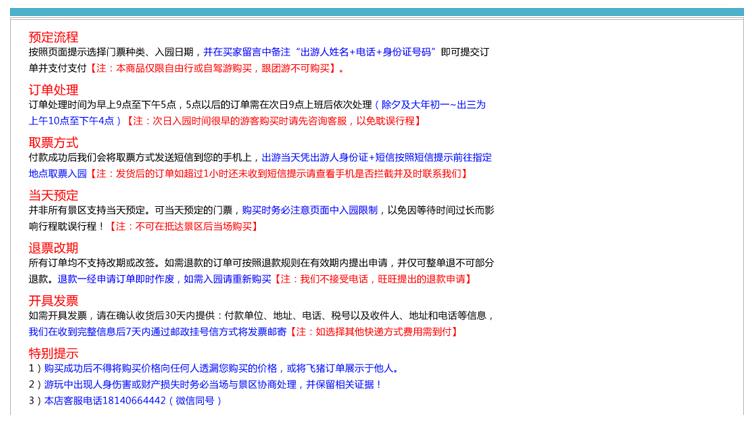 预定流程
按照页面提示选择门票种类、入园日期，并在买家留言中备注“出游人姓名+电话+身份证号码”即可提交订
单并支付支付【注：本商品仅限自由行或自驾游购买，跟团游不可购买】。
订单处理
订单处理时间为早上9点至下午5点，5点以后的订单需在次日9点上班后依次处理（除夕及大年初一~出三为
上午10点至下午4点）【注：次日入园时间很早的游客购买时请先咨询客服，以免耽误行程】
取票方式
付款成功后我们会将取票方式发送短信到您的手机上，出游当天凭出游人身份证+短信按照短信提示前往指定
地点取票入园【注：发货后的订单如超过1小时还未收到短信提示请查看手机是否拦截并及时联系我们】
当天预定
并非所有景区支持当天预定。可当天预定的门票，购买时务必注意页面中入园限制，以免因等待时间过长而影
响行程耽误行程！【注：不可在抵达景区后当场购买】
退票改期
所有订单均不支持改期或改签。如需退款的订单可按照退款规则在有效期内提出申请，并仅可整单退不可部分
退款。退款一经申请订单即时作废，如需入园请重新购买【注：我们不接受电话，旺旺提出的退款申请】
开具发票
如需开具发票，请在确认收货后30天内提供：付款单位、地址、电话、税号以及收件人、地址和电话等信息，
我们在收到完整信息后7天内通过邮政挂号信方式将发票邮寄【注：如选择其他快递方式费用需到付】
特别提示
1）购买成功后不得将购买价格向任何人透漏您购买的价格，或将飞猪订单展示于他人。
2）游玩中出现人身伤害或财产损失时务必当场与景区协商处理，并保留相关证据！
3）本店客服电话18140664442（微信同号）